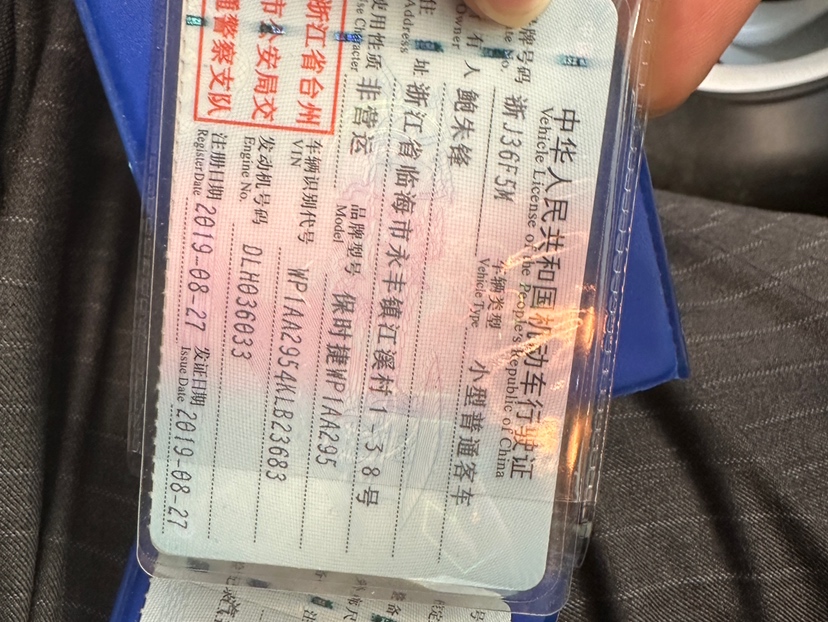 中华人民共和国机动车行驶证
Vehicle License of the People's Republic of China
牌号码 浙J36F5W 车辆类型 小型普通客车
No. Vehicle Type
有人 鲍朱锋
Owner
住址 浙江省临海市永丰镇江溪村1-38号
Address
使用性质 非营运 品牌型号 保时捷WP1AA295
Character Model
车辆识别代号 WP1AA2954KLB23683
VIN
发动机号码 DLH036033
Engine No.
注册日期 2019-08-27 发证日期 2019-08-27
Register Date Issue Date
浙江省台州
市公安局交
通警察支队